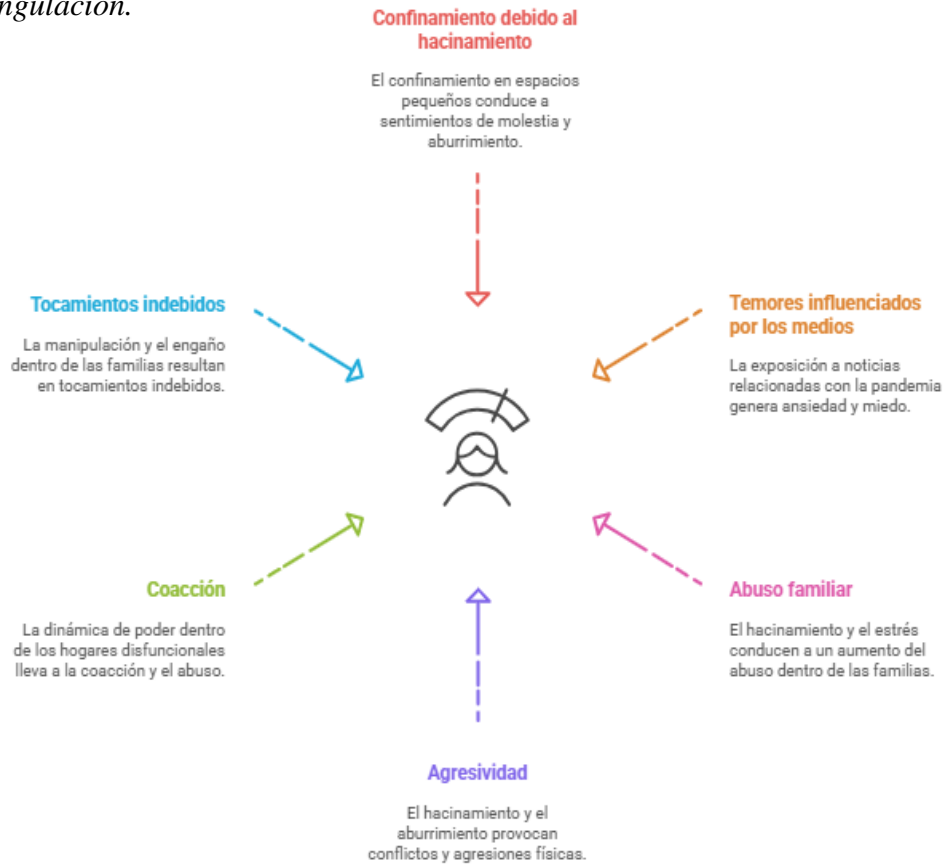 ngulación.
Confinamiento debido al
hacinamiento
El confinamiento en espacios
pequeños conduce a
sentimientos de molestia y
aburrimiento.
Tocamientos indebidos
La manipulación y el engaño
dentro de las familias resultan
en tocamientos indebidos.
Temores influenciados
por los medios
La exposición a noticias
relacionadas con la pandemia
genera ansiedad y miedo.
Coacción
La dinámica de poder dentro
de los hogares disfuncionales
lleva a la coacción y el abuso.
Abuso familiar
El hacinamiento y el estrés
conducen a un aumento del
abuso dentro de las familias.
Agresividad
El hacinamiento y el
aburrimiento provocan
conflictos y agresiones físicas.